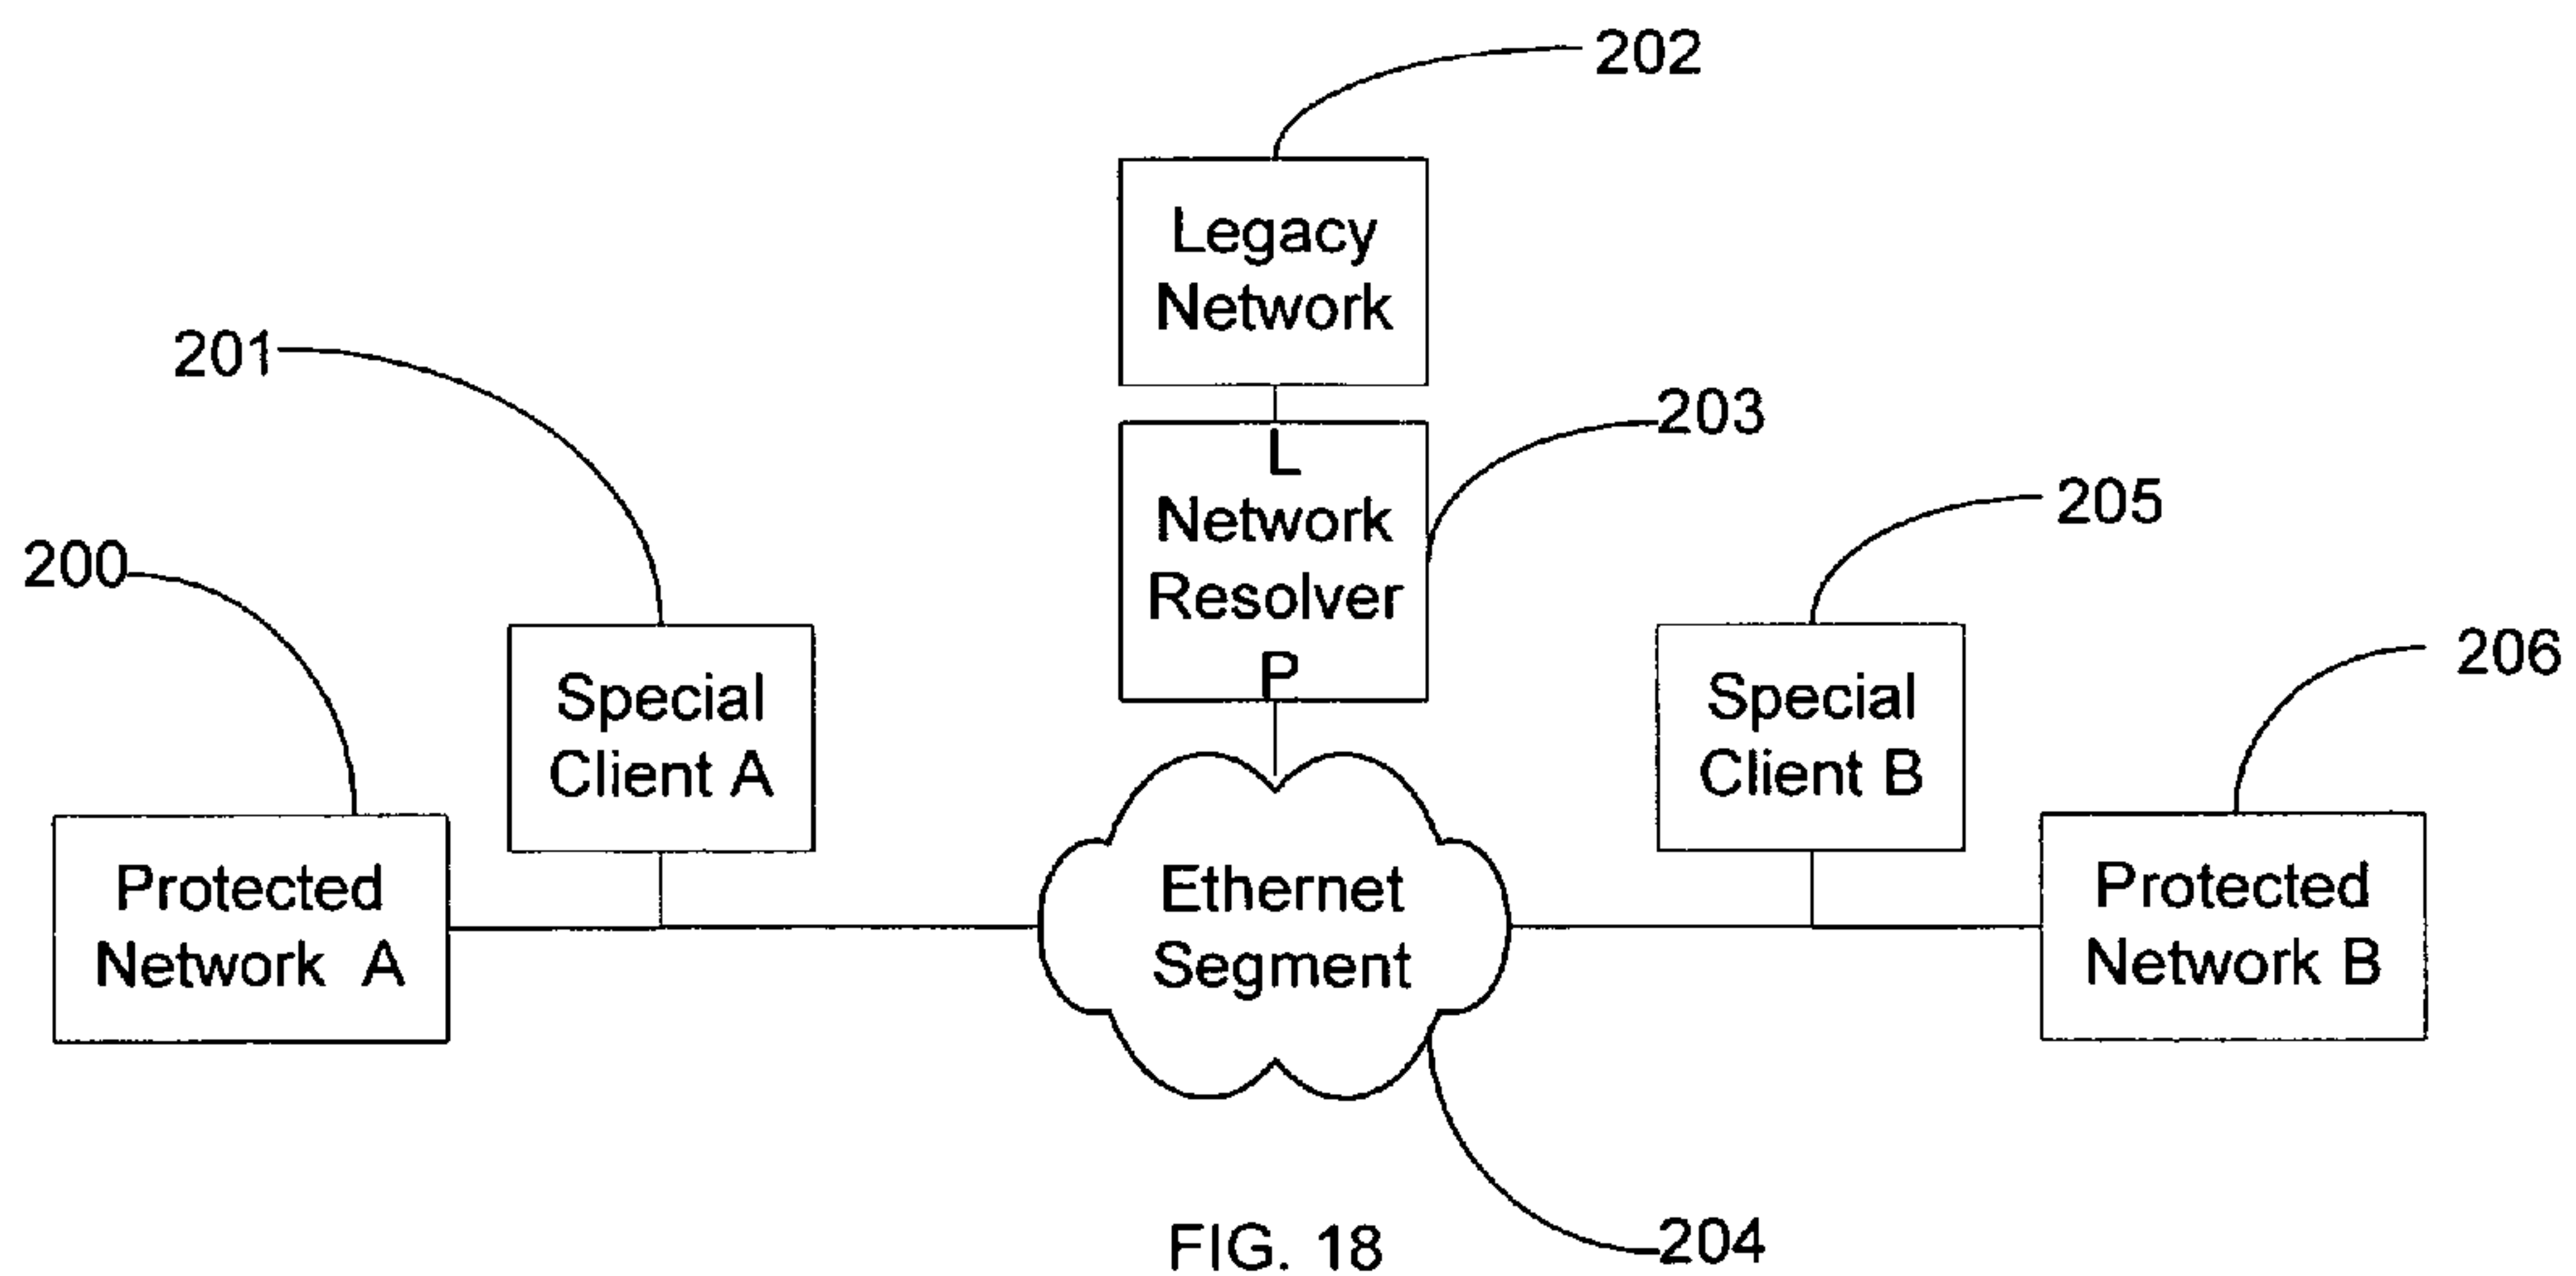 202
Legacy
Network
201
203
L
Network
Resolver
P
205
200
Special
Client A
Special
Client B
206
Protected
Network A
Ethernet
Segment
Protected
Network B
204
FIG. 18